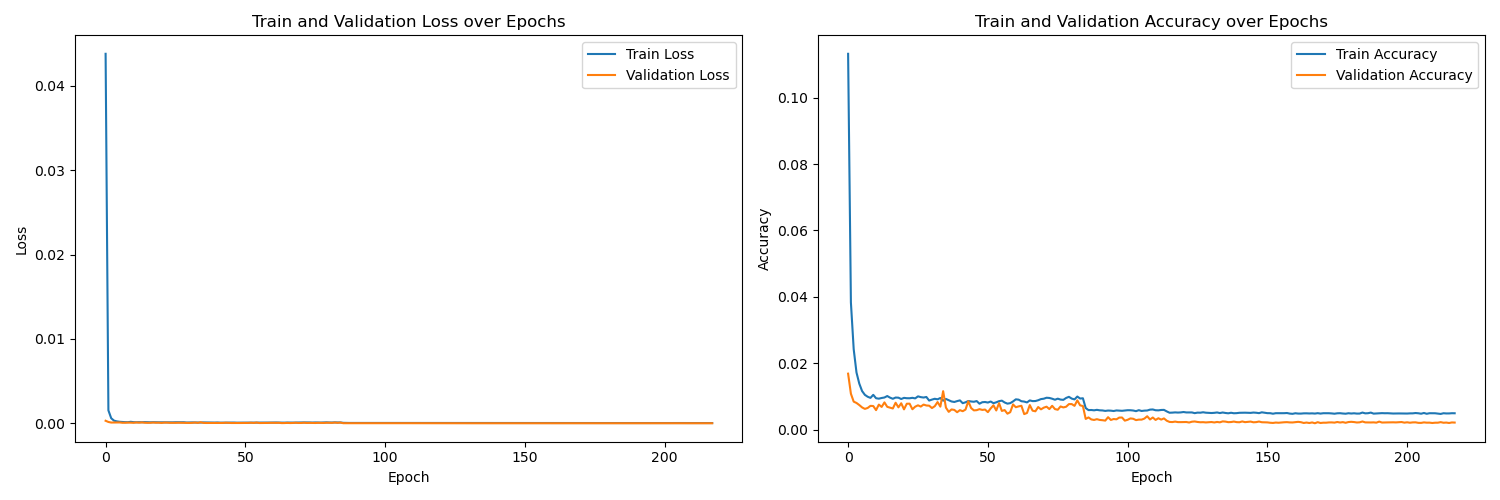 Train and Validation Loss over Epochs
Train Loss
Validation Loss
0.04
0.03
0.02
0.01
0.00
Loss
0
50
100
150
200
Epoch
Train and Validation Accuracy over Epochs
Train Accuracy
Validation Accuracy
0.10
0.08
0.06
0.04
0.02
0.00
Accuracy
0
50
100
150
200
Epoch